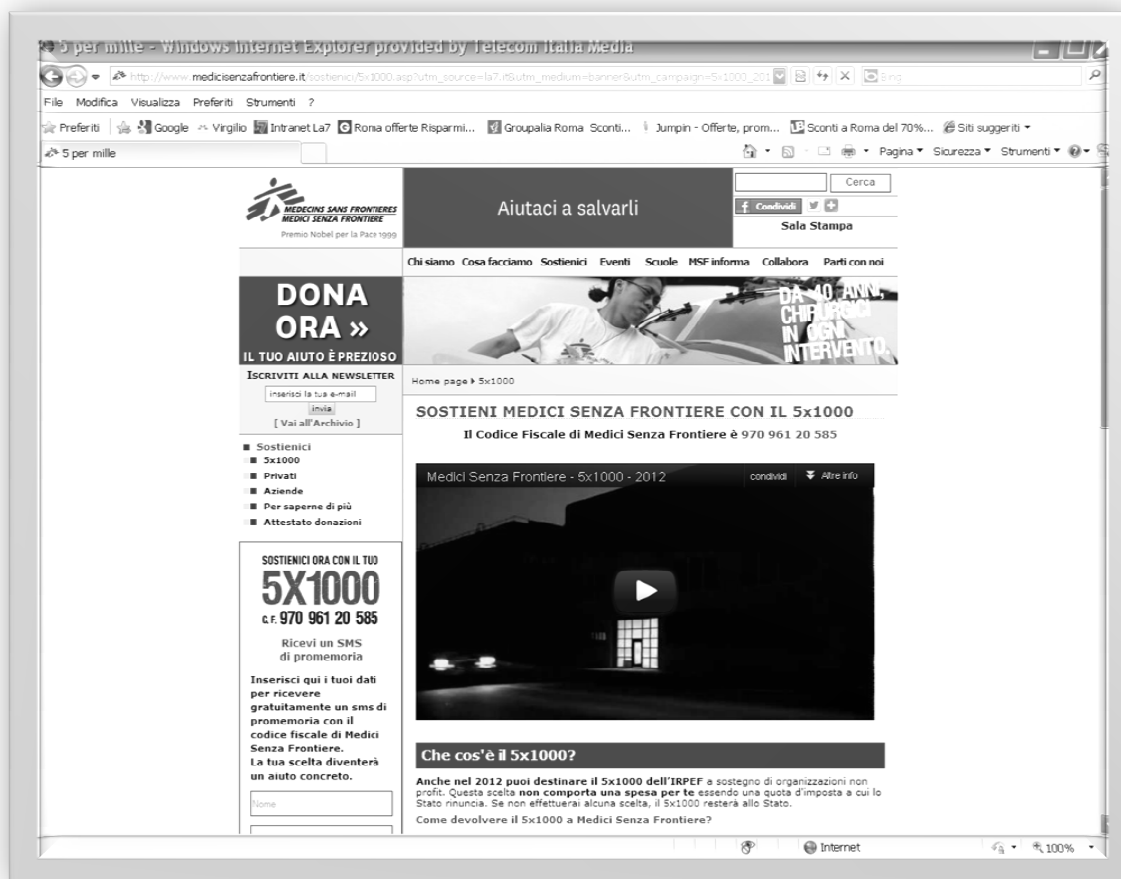 5 per mille - Windows Internet Explorer provided by Telecom Italia Media
http://www.medicisenzafrontiere.it/sostienici/5x1000.asp?utm_source=la7.it&utm_medium=banner&utm_campaign=5x1000_201
Bing
File Modifica Visualizza Preferiti Strumenti ?
Preferiti Google Virgilio Intranet La7 Roma offerte Risparmi... Groupalia Roma Sconti... Jumpin - Offerte, prom... Sconti a Roma del 70%... Siti suggeriti
5 per mille
Pagina Sicurezza Strumenti
MEDECINS SANS FRONTIERES
MEDICI SENZA FRONTIERE
Premio Nobel per la Pace 1999
Aiutaci a salvarli
Cerca
f Condividi
Sala Stampa
Chi siamo Cosa facciamo Sostienici Eventi Scuole MSF informa Collabora Parti con noi
DONA
ORA »
IL TUO AIUTO È PREZIOSO
DA 40 ANNI,
CHIRURGICI
IN OGNI
INTERVENTO.
ISCRIVITI ALLA NEWSLETTER
inserisci la tua e-mail
invia
[ Vai all'Archivio ]
Home page 5x1000
SOSTIENI MEDICI SENZA FRONTIERE CON IL 5x1000
Il Codice Fiscale di Medici Senza Frontiere è 970 961 20 585
Sostienici
5x1000
Privati
Aziende
Per saperne di più
Attestato donazioni
Medici Senza Frontiere - 5x1000 - 2012
condividi
Altre info
SOSTIENICI ORA CON IL TUO
5X1000
C.F. 970 961 20 585
Ricevi un SMS
di promemoria
Inserisci qui i tuoi dati
per ricevere
gratuitamente un sms di
promemoria con il
codice fiscale di Medici
Senza Frontiere.
La tua scelta diventerà
un aiuto concreto.
Nome
Che cos'è il 5x1000?
Anche nel 2012 puoi destinare il 5x1000 dell'IRPEF a sostegno di organizzazioni non
profit. Questa scelta non comporta una spesa per te essendo una quota d'imposta a cui lo
Stato rinuncia. Se non effettuerai alcuna scelta, il 5x1000 resterà allo Stato.
Come devolvere il 5x1000 a Medici Senza Frontiere?
Internet
100%